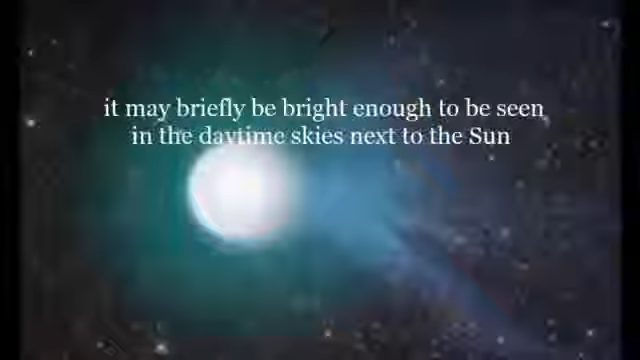 it may briefly be bright enough to be seen
in the daytime skies next to the Sun